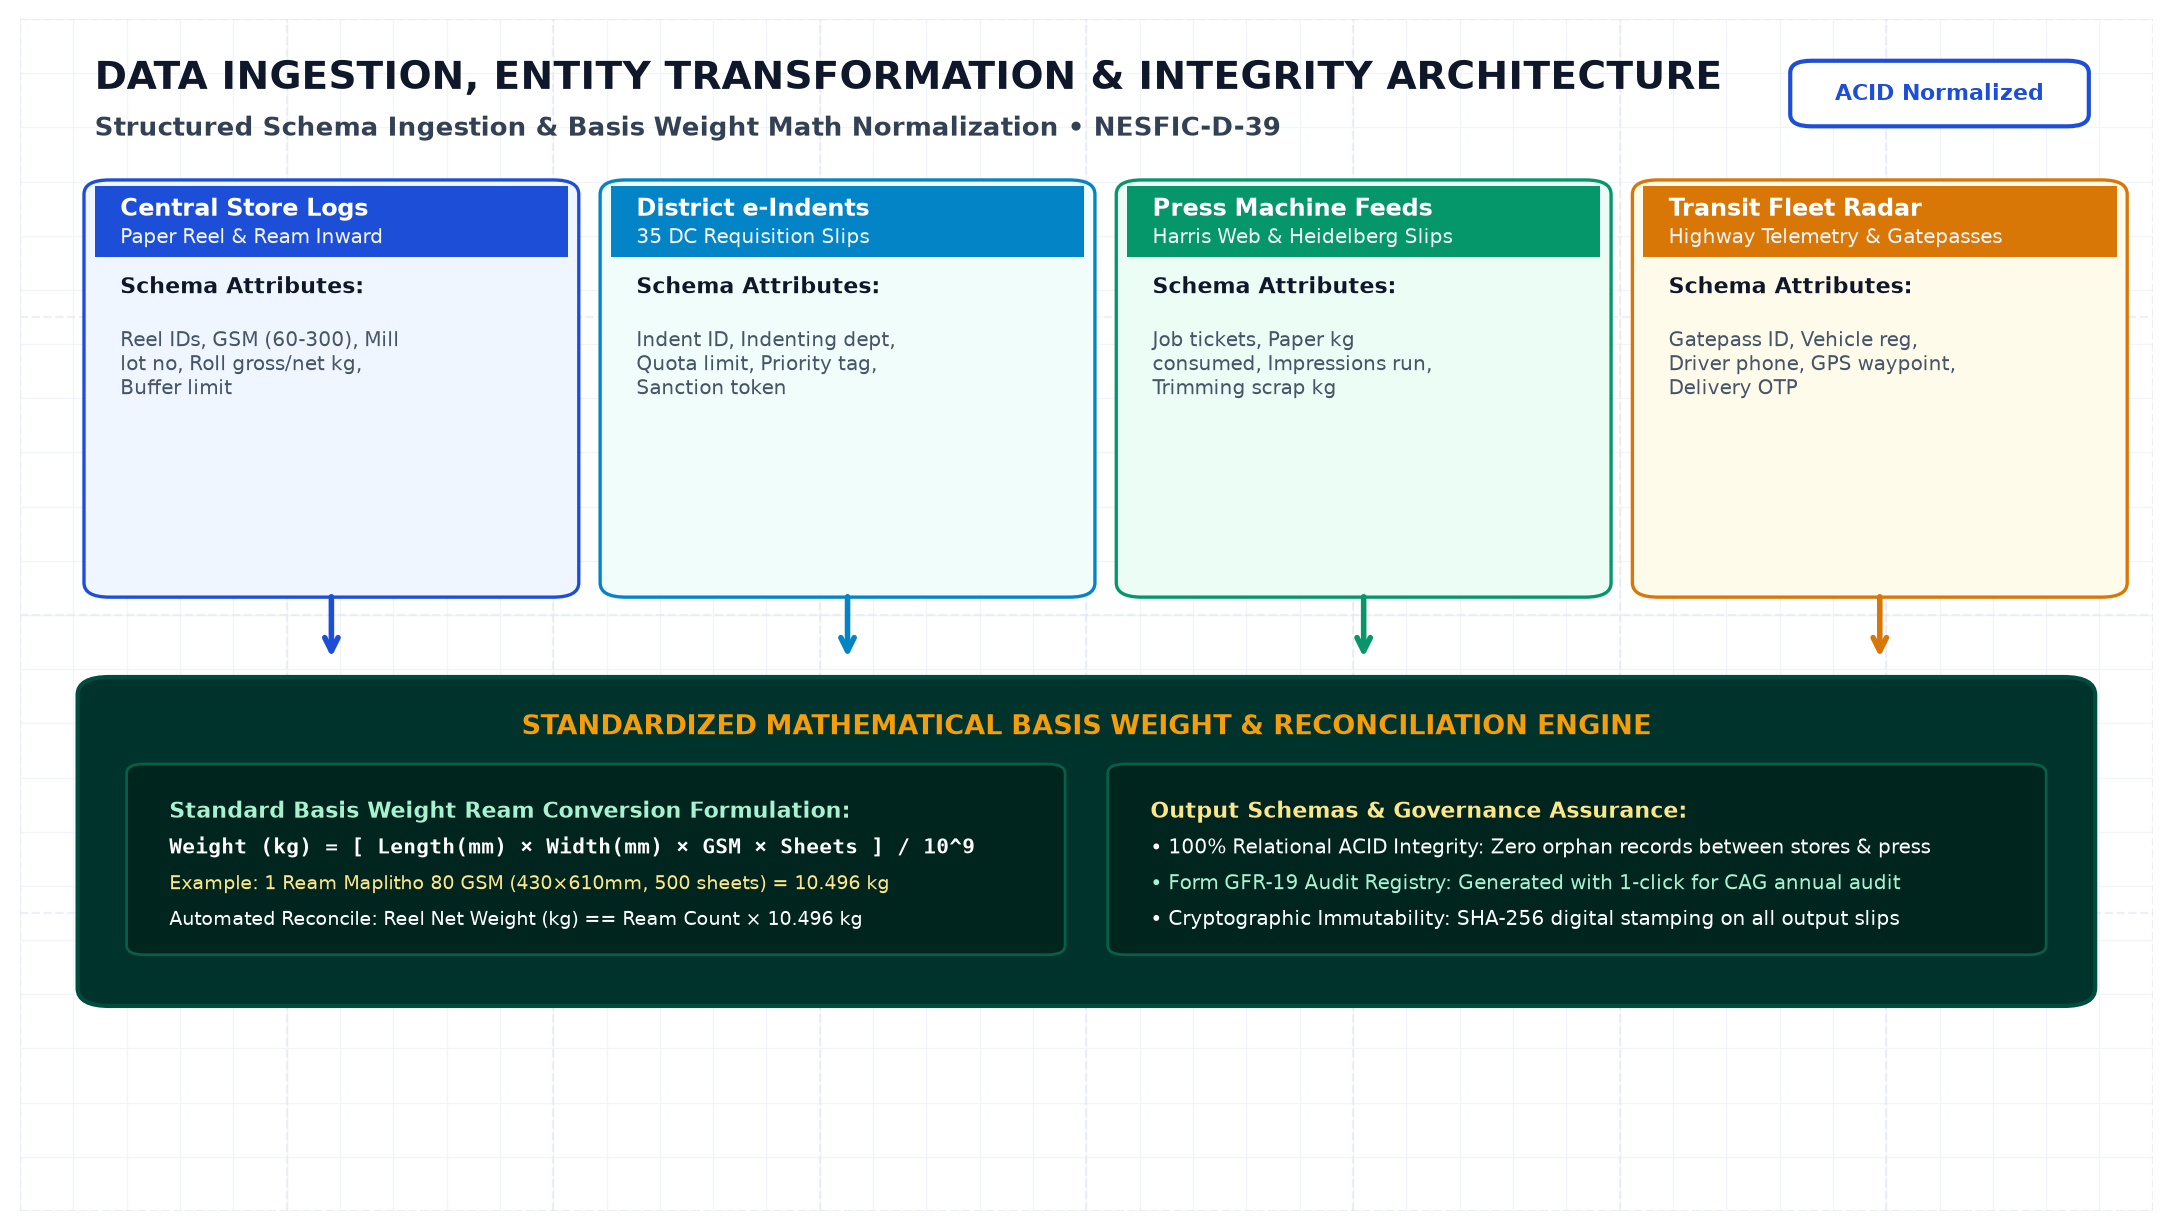 DATA INGESTION, ENTITY TRANSFORMATION & INTEGRITY ARCHITECTURE
Structured Schema Ingestion & Basis Weight Math Normalization • NESFIC-D-39
ACID Normalized
Central Store Logs
Paper Reel & Ream Inward
Schema Attributes:
Reel IDs, GSM (60-300), Mill
lot no, Roll gross/net kg,
Buffer limit
District e-Indents
35 DC Requisition Slips
Schema Attributes:
Indent ID, Indenting dept,
Quota limit, Priority tag,
Sanction token
Press Machine Feeds
Harris Web & Heidelberg Slips
Schema Attributes:
Job tickets, Paper kg
consumed, Impressions run,
Trimming scrap kg
Transit Fleet Radar
Highway Telemetry & Gatepasses
Schema Attributes:
Gatepass ID, Vehicle reg,
Driver phone, GPS waypoint,
Delivery OTP
STANDARDIZED MATHEMATICAL BASIS WEIGHT & RECONCILIATION ENGINE
Standard Basis Weight Ream Conversion Formulation:
Weight (kg) = [ Length(mm) × Width(mm) × GSM × Sheets ] / 10^9
Example: 1 Ream Maplitho 80 GSM (430×610mm, 500 sheets) = 10.496 kg
Automated Reconcile: Reel Net Weight (kg) == Ream Count × 10.496 kg
Output Schemas & Governance Assurance:
• 100% Relational ACID Integrity: Zero orphan records between stores & press
• Form GFR-19 Audit Registry: Generated with 1-click for CAG annual audit
• Cryptographic Immutability: SHA-256 digital stamping on all output slips